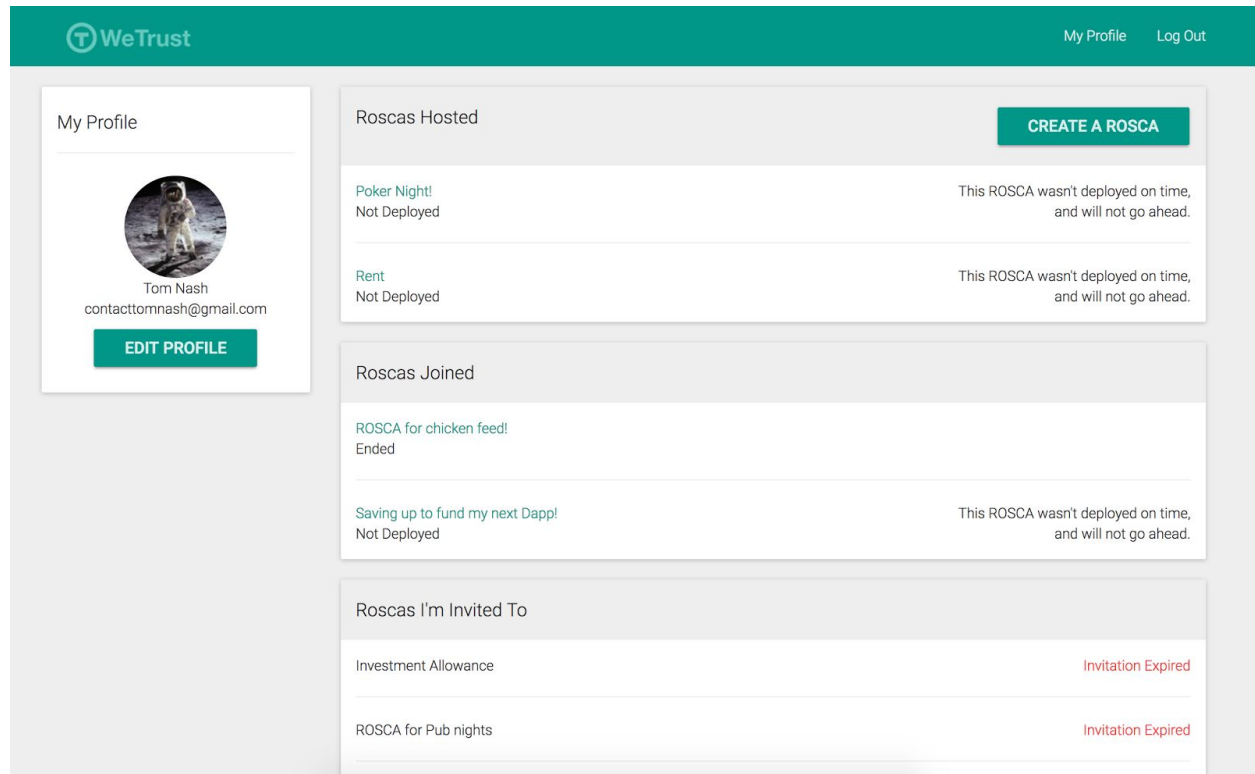 WeTrust
My Profile
Log Out
My Profile
Tom Nash
contacttomnash@gmail.com
EDIT PROFILE
Roscas Hosted
CREATE A ROSCA
Poker Night!
Not Deployed
This ROSCA wasn't deployed on time,
and will not go ahead.
Rent
Not Deployed
This ROSCA wasn't deployed on time,
and will not go ahead.
Roscas Joined
ROSCA for chicken feed!
Ended
Saving up to fund my next Dapp!
Not Deployed
This ROSCA wasn't deployed on time,
and will not go ahead.
Roscas I'm Invited To
Investment Allowance
Invitation Expired
ROSCA for Pub nights
Invitation Expired